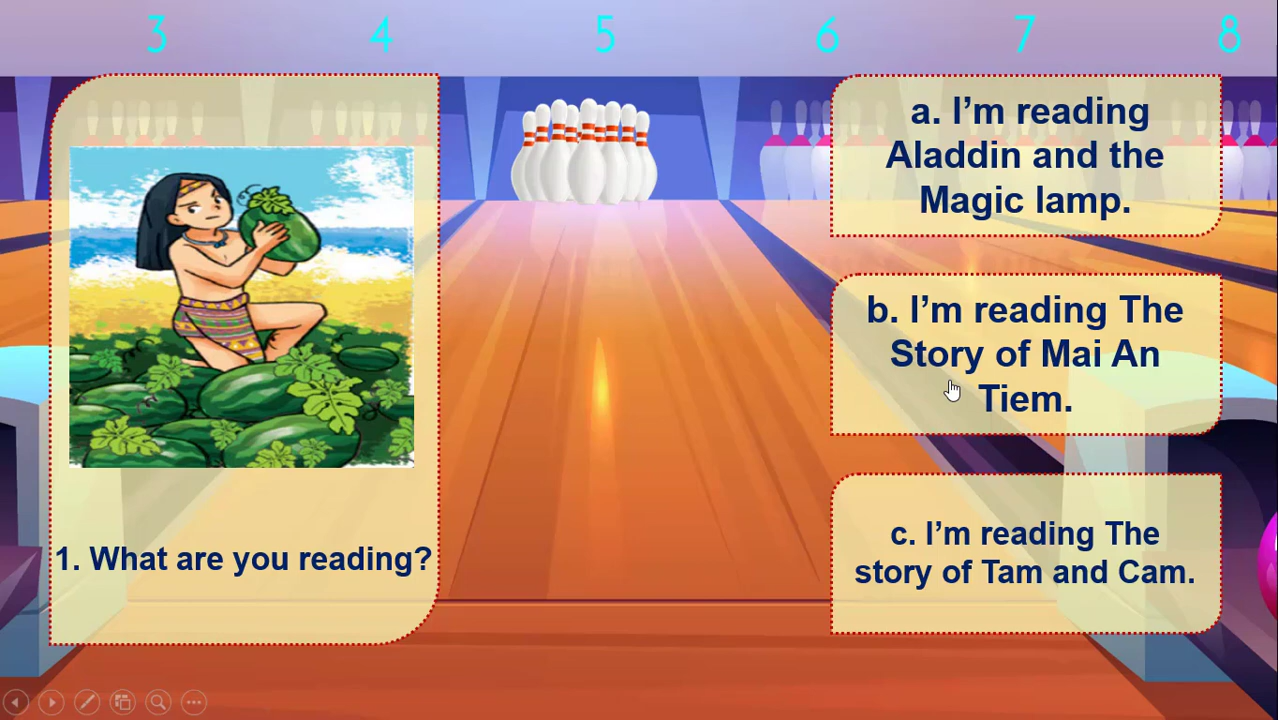 3 4 5 6 7 8
1. What are you reading?
a. I’m reading
Aladdin and the
Magic lamp.
b. I’m reading The
Story of Mai An
Tiem.
c. I’m reading The
story of Tam and Cam.